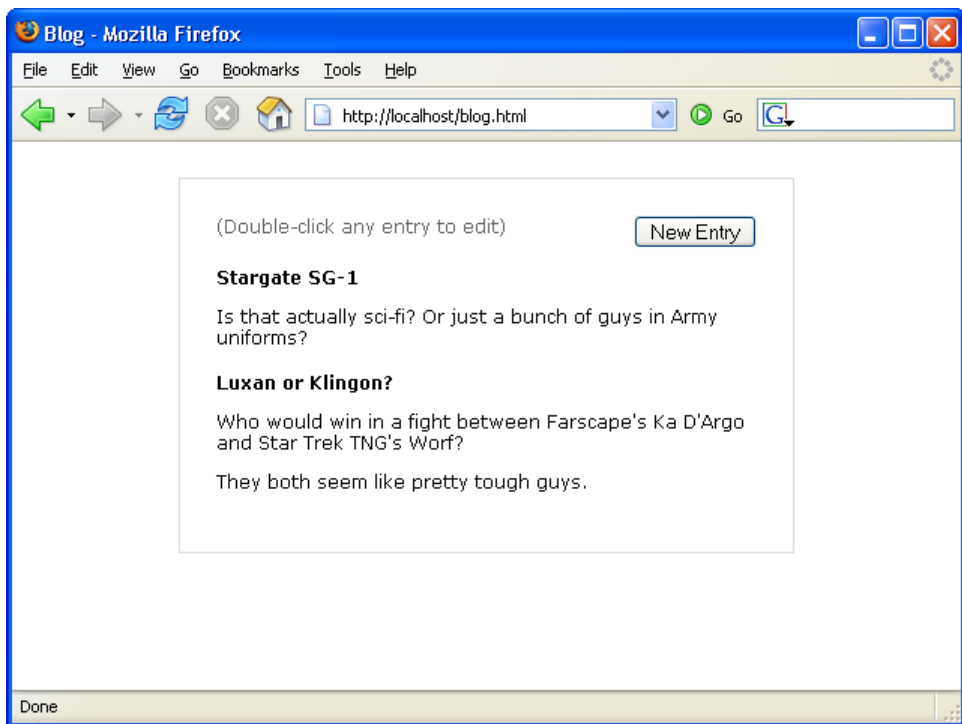 Blog - Mozilla Firefox
File Edit View Go Bookmarks Tools Help
http://localhost/blog.html Go G
(Double-click any entry to edit) New Entry
Stargate SG-1
Is that actually sci-fi? Or just a bunch of guys in Army
uniforms?
Luxan or Klingon?
Who would win in a fight between Farscape's Ka D'Argo
and Star Trek TNG's Worf?
They both seem like pretty tough guys.
Done